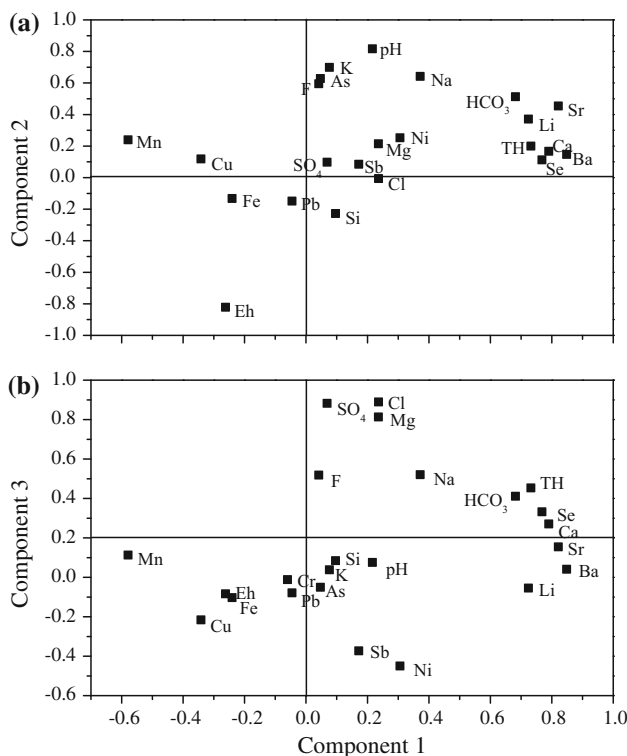 (a)
1.0
0.8
0.6
0.4
0.2
0.0
-0.2
-0.4
-0.6
-0.8
-1.0
Component 2
pH
K
As
F
Na
HCO3
Sr
Li
Mn
Cu
Ni
Mg
SO4
Sb
TH
Ca
Ba
Se
Cl
Fe
Pb
Si
Eh
(b)
1.0
0.8
0.6
0.4
0.2
0.0
-0.2
-0.4
-0.6
Component 3
SO4
Cl
Mg
F
Na
TH
HCO3
Se
Ca
Sr
Mn
Si
pH
Ba
Cr
K
Eh
Fe
Pb
As
Li
Cu
Sb
Ni
-0.6 -0.4 -0.2 0.0 0.2 0.4 0.6 0.8 1.0
Component 1